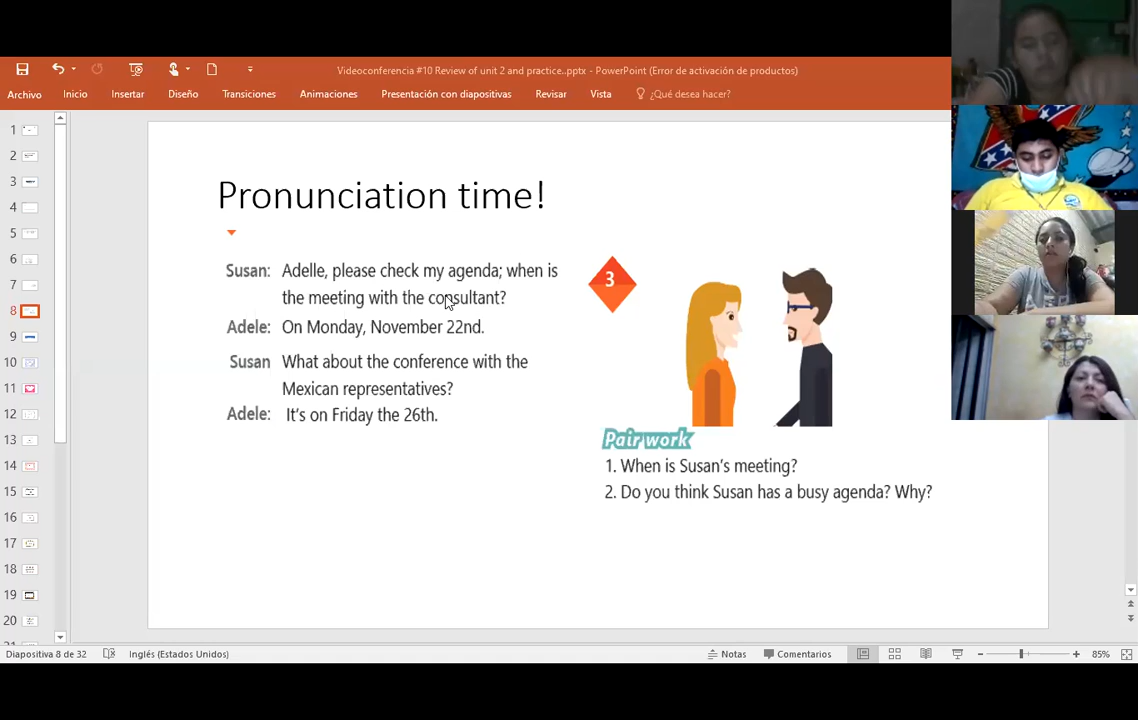 Videoconferencia #10 Review of unit 2 and practice..pptx - PowerPoint (Error de activación de productos)
Archivo Inicio Insertar Diseño Transiciones Animaciones Presentación con diapositivas Revisar Vista ¿Qué desea hacer?
1
2
3
4
5
6
7
8
9
10
11
12
13
14
15
16
17
18
19
20
Pronunciation time!
Susan: Adelle, please check my agenda; when is
the meeting with the consultant?
Adele: On Monday, November 22nd.
Susan What about the conference with the
Mexican representatives?
Adele: It's on Friday the 26th.
3
Pair work
1. When is Susan's meeting?
2. Do you think Susan has a busy agenda? Why?
Diapositiva 8 de 32 Inglés (Estados Unidos) Notas Comentarios 85%